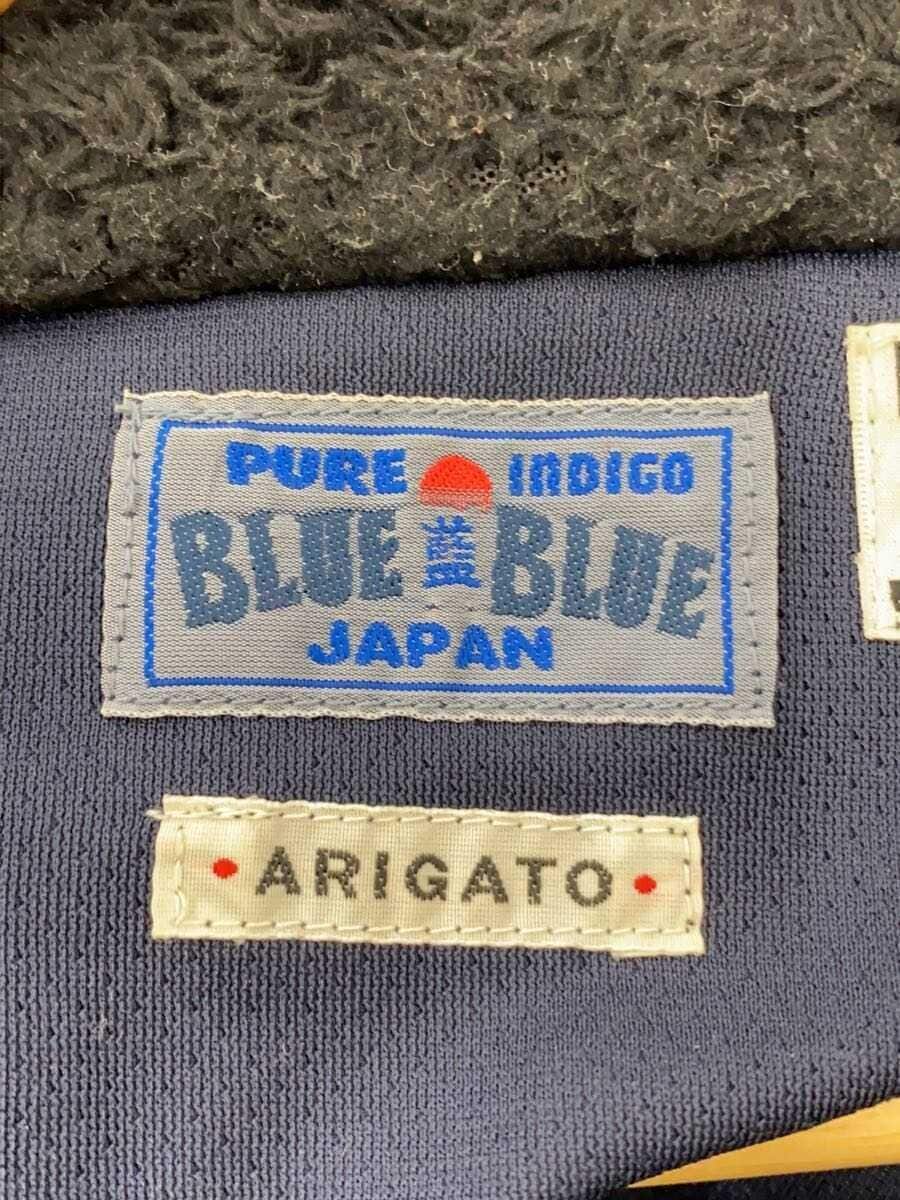 PURE INDIGO
BLUE 藍 BLUE
JAPAN
• ARIGATO •